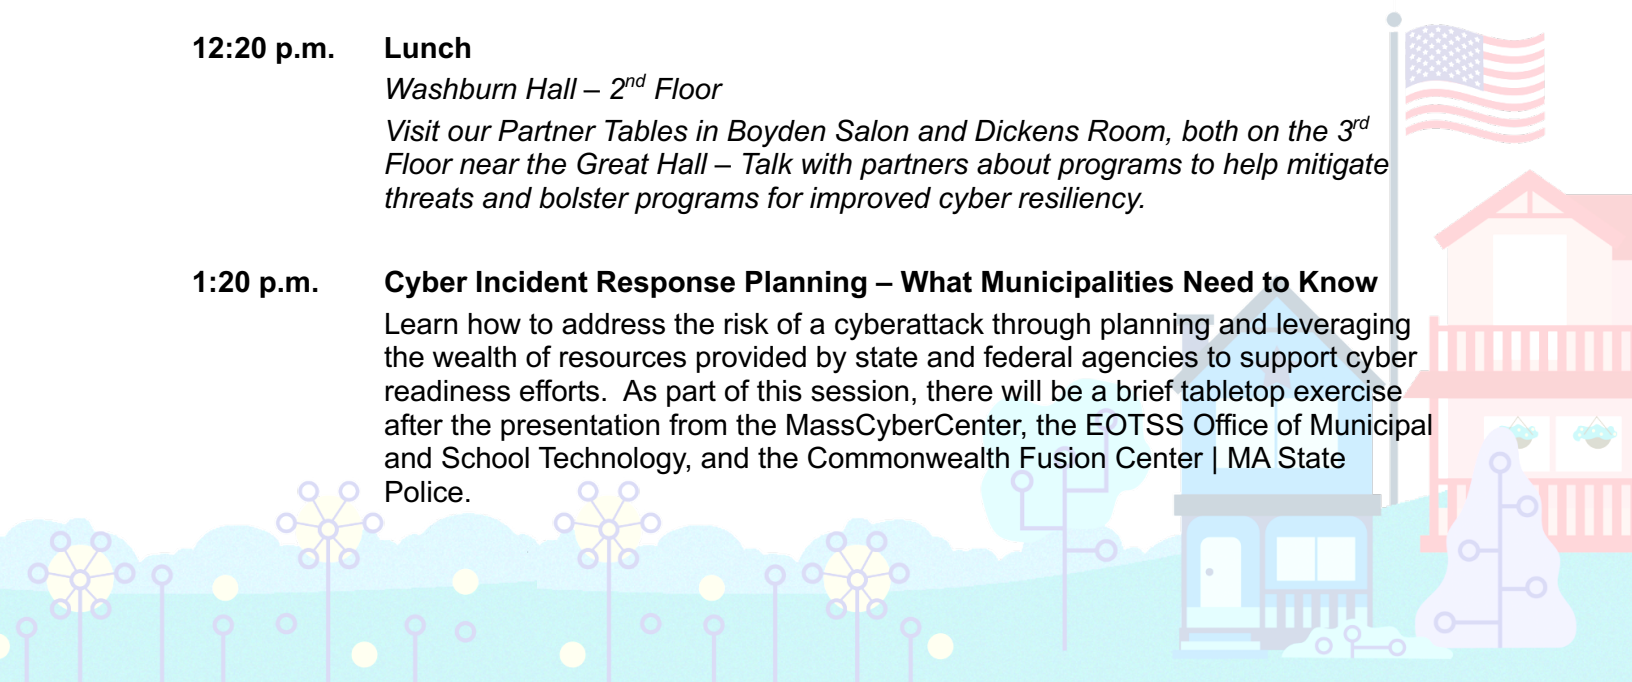 12:20 p.m. Lunch
Washburn Hall – 2nd Floor
Visit our Partner Tables in Boyden Salon and Dickens Room, both on the 3rd
Floor near the Great Hall – Talk with partners about programs to help mitigate
threats and bolster programs for improved cyber resiliency.
1:20 p.m. Cyber Incident Response Planning – What Municipalities Need to Know
Learn how to address the risk of a cyberattack through planning and leveraging
the wealth of resources provided by state and federal agencies to support cyber
readiness efforts.  As part of this session, there will be a brief tabletop exercise
after the presentation from the MassCyberCenter, the EOTSS Office of Municipal
and School Technology, and the Commonwealth Fusion Center | MA State
Police.